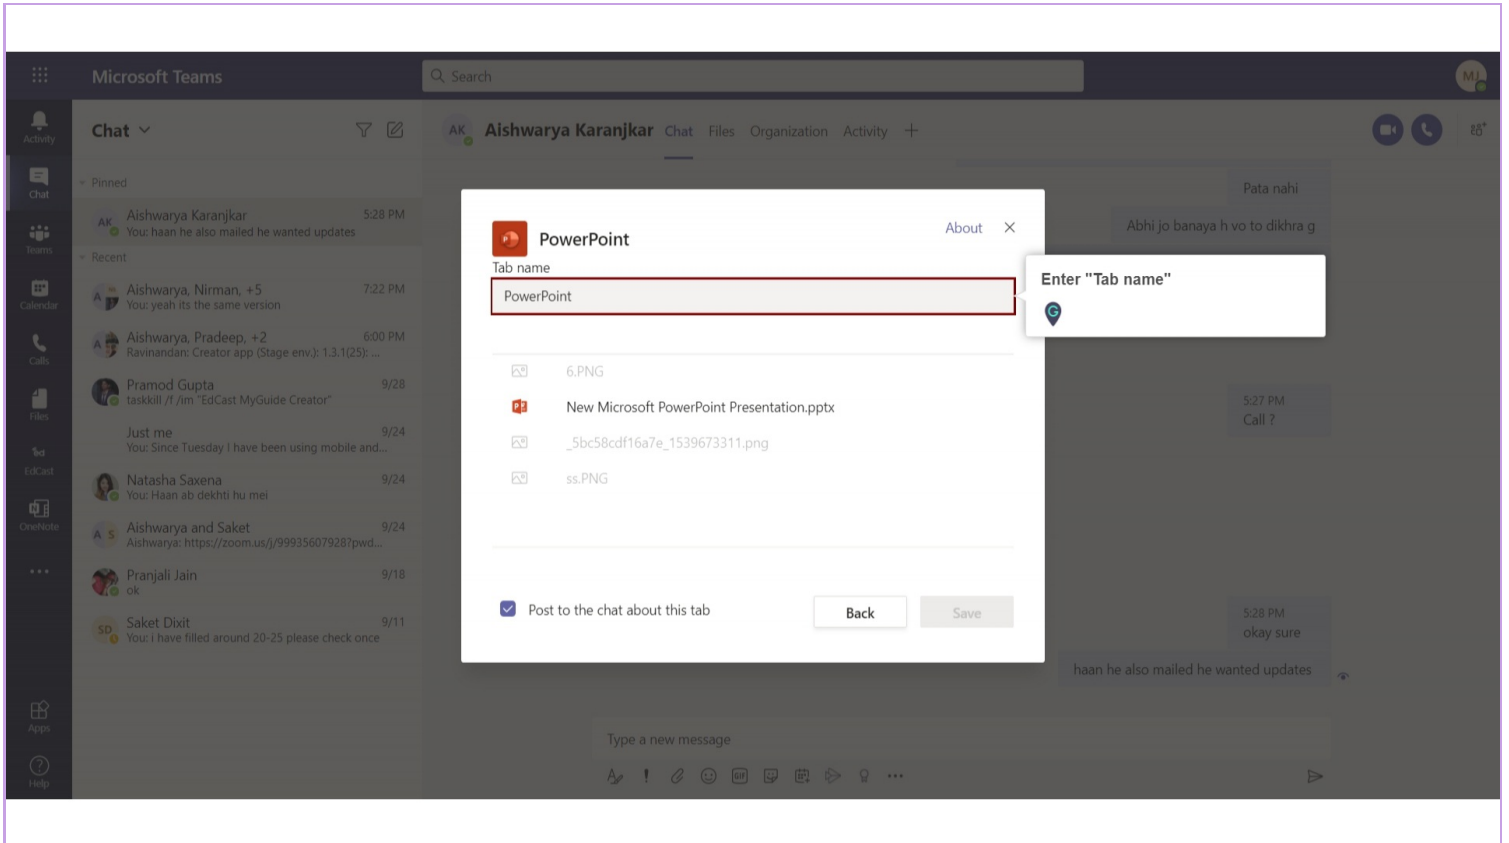 Microsoft Teams
Search
MJ
Activity
Chat
Teams
Calendar
Calls
Files
EdCast
OneNote
Apps
Help
Chat
Pinned
AK
Aishwarya Karanjkar
5:28 PM
You: haan he also mailed he wanted updates
Recent
A
Aishwarya, Nirman, +5
7:22 PM
You: yeah its the same version
A
Aishwarya, Pradeep, +2
6:00 PM
Ravinandan: Creator app (Stage env.): 1.3.1(25): ...
Pramod Gupta
9/28
taskkill /f /im "EdCast MyGuide Creator"
Just me
9/24
You: Since Tuesday I have been using mobile and...
Natasha Saxena
9/24
You: Haan ab dekhti hu mei
A S
Aishwarya and Saket
9/24
Aishwarya: https://zoom.us/j/99935607928?pwd...
Pranjali Jain
9/18
ok
SD
Saket Dixit
9/11
You: i have filled around 20-25 please check once
AK
Aishwarya Karanjkar
Chat
Files
Organization
Activity
Pata nahi
Abhi jo banaya h vo to dikhra g
PowerPoint
About
Tab name
PowerPoint
Enter "Tab name"
G
6.PNG
New Microsoft PowerPoint Presentation.pptx
_5bc58cdf16a7e_1539673311.png
ss.PNG
Post to the chat about this tab
Back
Save
5:27 PM
Call ?
5:28 PM
okay sure
haan he also mailed he wanted updates
Type a new message
GIF